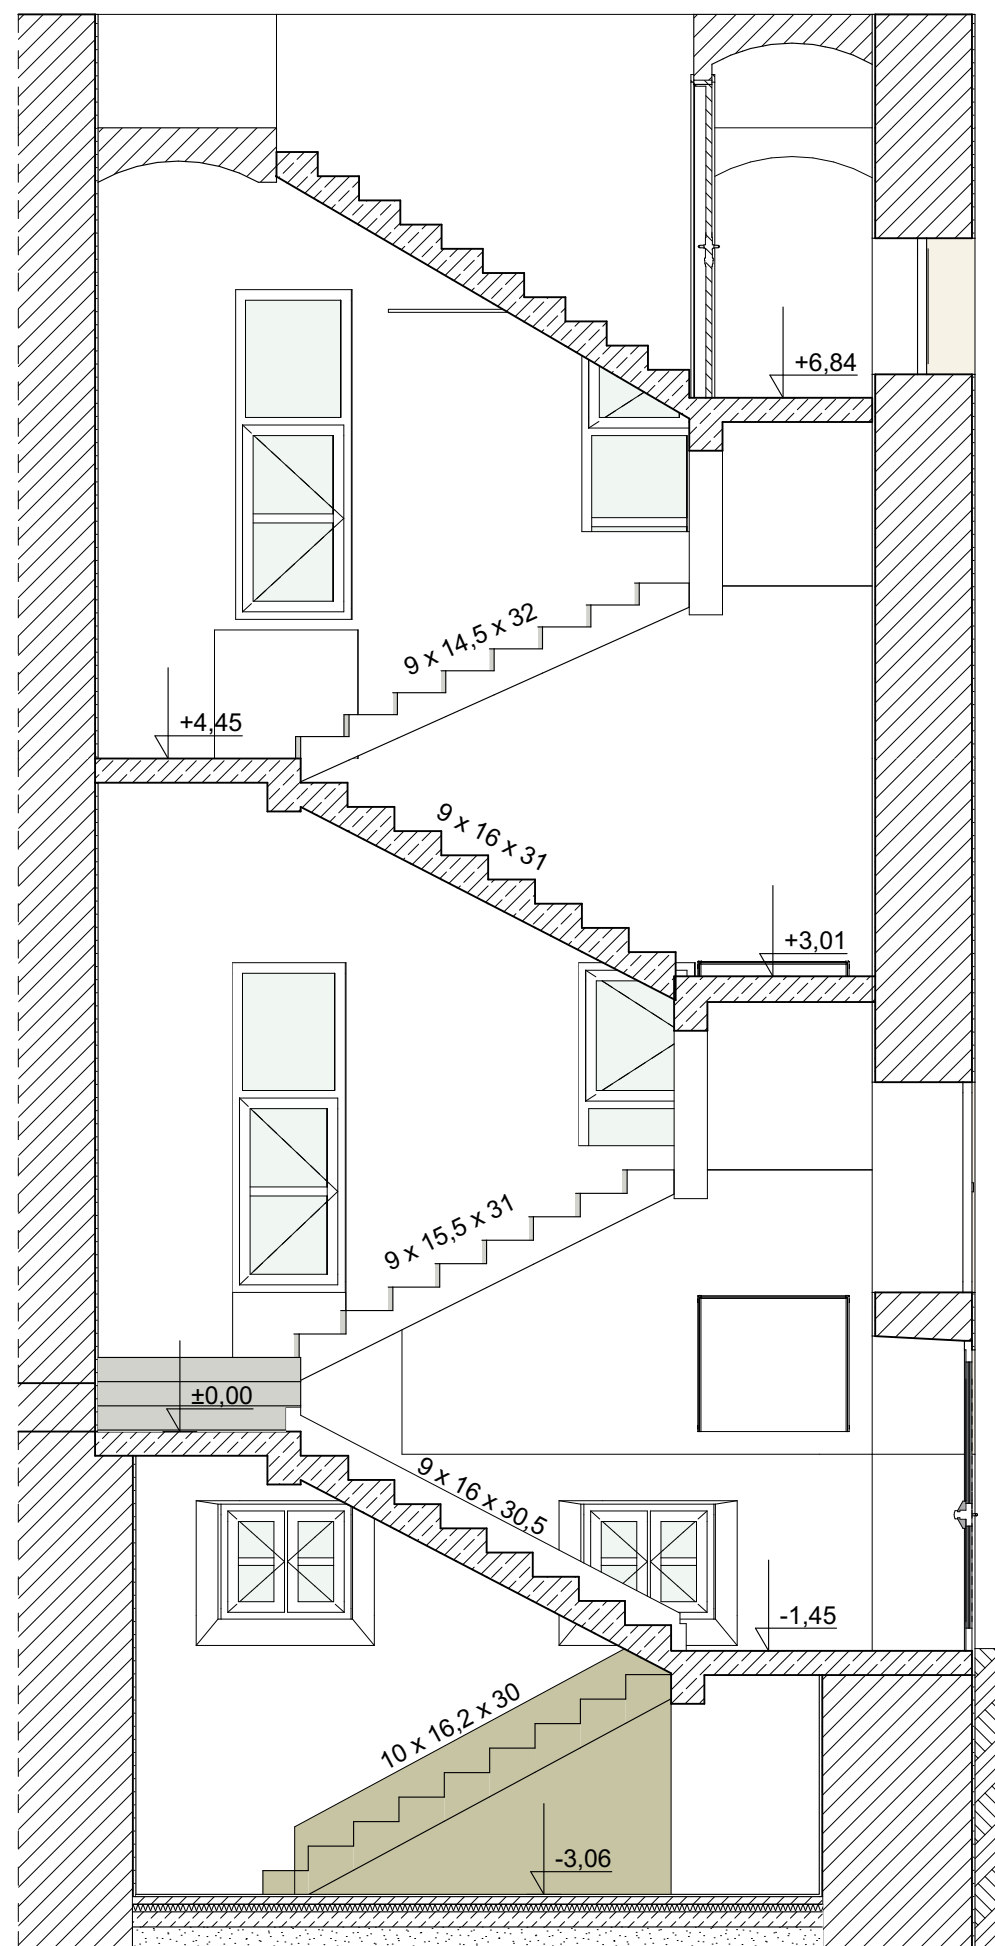 +6,84
9 x 14,5 x 32
+4,45
9 x 16 x 31
+3,01
9 x 15,5 x 31
±0,00
9 x 16 x 30,5
-1,45
10 x 16,2 x 30
-3,06